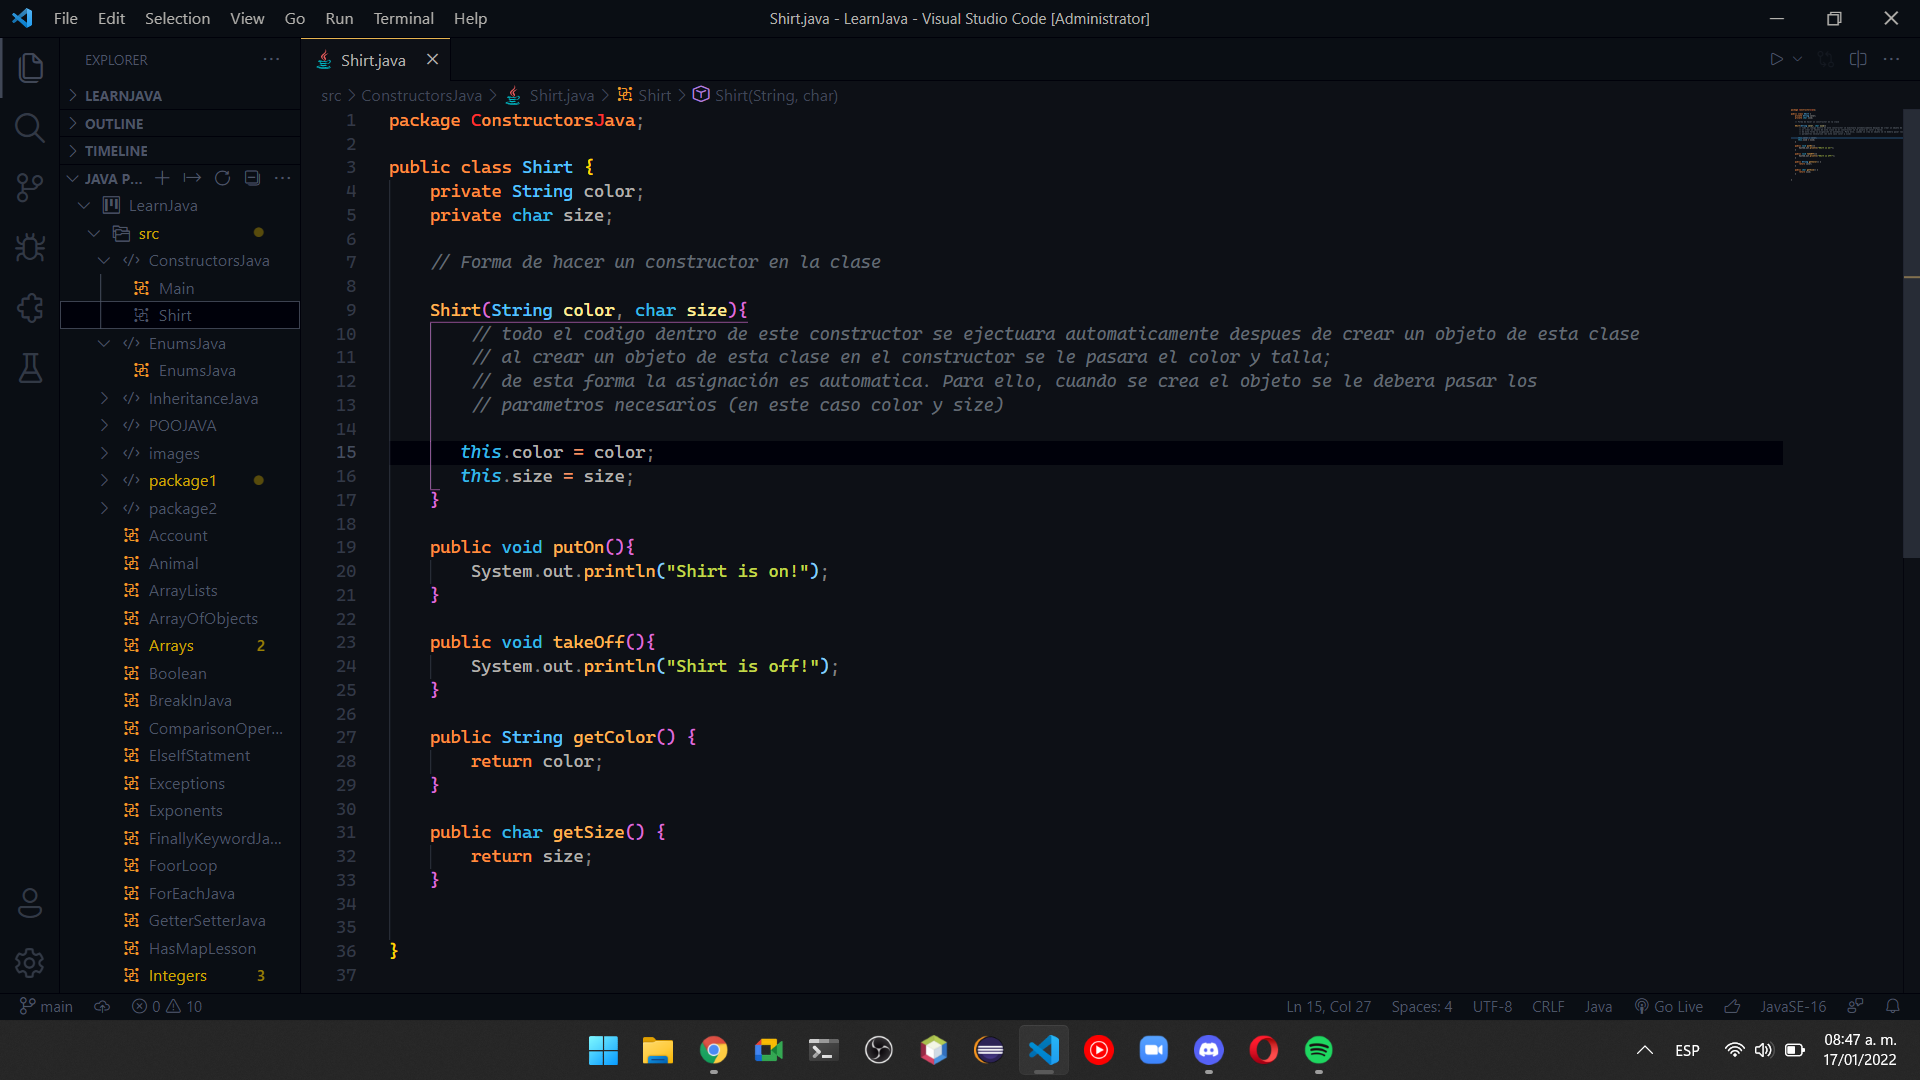 File Edit Selection View Go Run Terminal Help
Shirt.java - LearnJava - Visual Studio Code [Administrator]
EXPLORER
LEARNJAVA
OUTLINE
TIMELINE
JAVA P...
LearnJava
src
ConstructorsJava
Main
Shirt
EnumsJava
EnumsJava
InheritanceJava
POOJAVA
images
package1
package2
Account
Animal
ArrayLists
ArrayOfObjects
Arrays 2
Boolean
BreakInJava
ComparisonOper...
ElseIfStatment
Exceptions
Exponents
FinallyKeywordJa...
FoorLoop
ForEachJava
GetterSetterJava
HasMapLesson
Integers 3
Shirt.java
src > ConstructorsJava > Shirt.java > Shirt > Shirt(String, char)
1 package ConstructorsJava;
2
3 public class Shirt {
4 private String color;
5 private char size;
6
7 // Forma de hacer un constructor en la clase
8
9 Shirt(String color, char size){
10 // todo el codigo dentro de este constructor se ejectuara automaticamente despues de crear un objeto de esta clase
11 // al crear un objeto de esta clase en el constructor se le pasara el color y talla;
12 // de esta forma la asignación es automatica. Para ello, cuando se crea el objeto se le debera pasar los
13 // parametros necesarios (en este caso color y size)
14
15 this.color = color;
16 this.size = size;
17 }
18
19 public void putOn(){
20 System.out.println("Shirt is on!");
21 }
22
23 public void takeOff(){
24 System.out.println("Shirt is off!");
25 }
26
27 public String getColor() {
28 return color;
29 }
30
31 public char getSize() {
32 return size;
33 }
34
35
36 }
37
main 0 10
Ln 15, Col 27 Spaces: 4 UTF-8 CRLF Java Go Live JavaSE-16
ESP
08:47 a. m.
17/01/2022